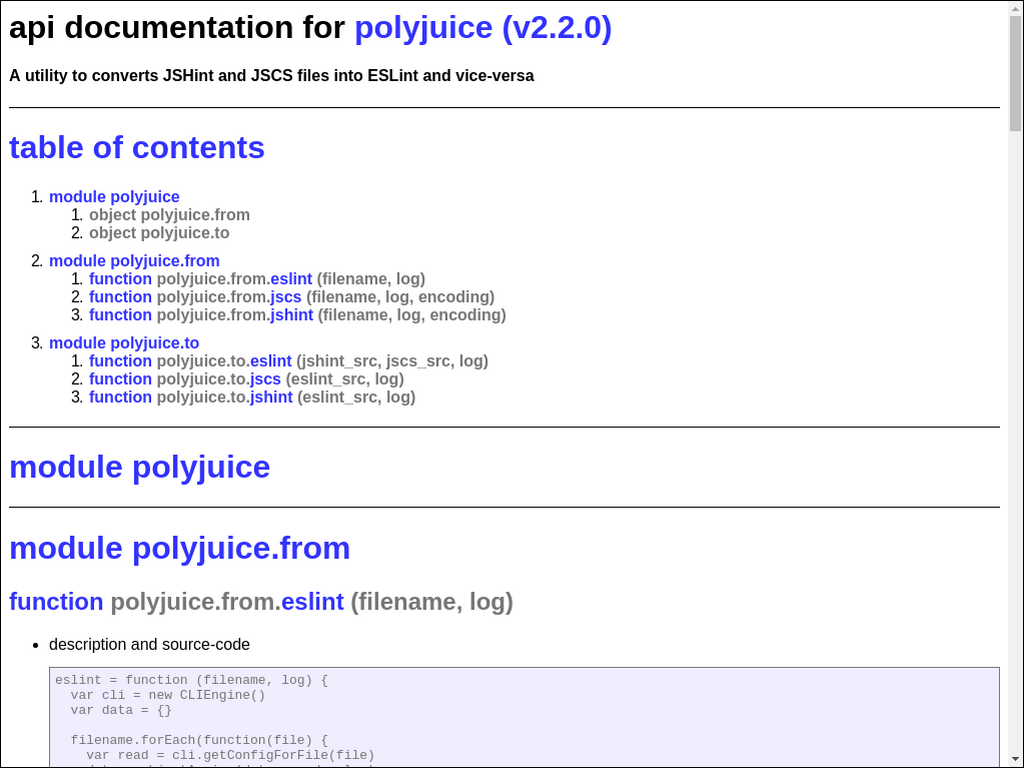 api documentation for polyjuice (v2.2.0)
A utility to converts JSHint and JSCS files into ESLint and vice-versa
table of contents
1. module polyjuice
1. object polyjuice.from
2. object polyjuice.to
2. module polyjuice.from
1. function polyjuice.from.eslint (filename, log)
2. function polyjuice.from.jscs (filename, log, encoding)
3. function polyjuice.from.jshint (filename, log, encoding)
3. module polyjuice.to
1. function polyjuice.to.eslint (jshint_src, jscs_src, log)
2. function polyjuice.to.jscs (eslint_src, log)
3. function polyjuice.to.jshint (eslint_src, log)
module polyjuice
module polyjuice.from
function polyjuice.from.eslint (filename, log)
• description and source-code
eslint = function (filename, log) {
  var cli = new CLIEngine()
  var data = {}
  filename.forEach(function(file) {
    var read = cli.getConfigForFile(file)